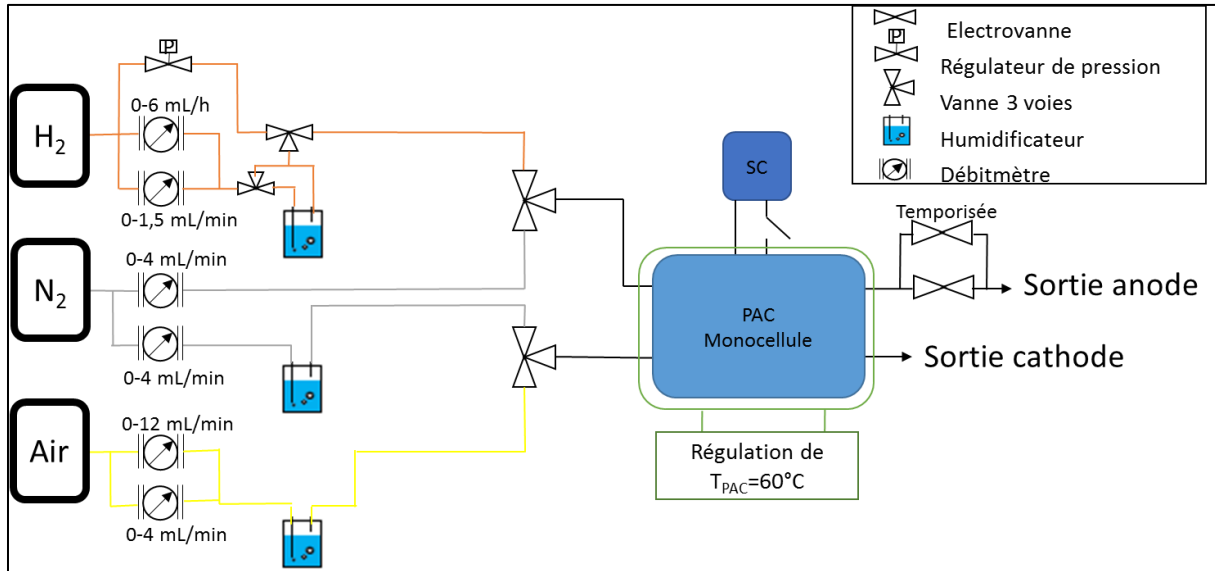 P
H₂
0-6 mL/h
0-1,5 mL/min
N₂
0-4 mL/min
0-4 mL/min
Air
0-12 mL/min
0-4 mL/min
SC
PAC
Monocellule
Régulation de
T_PAC=60°C
Temporisée
Sortie anode
Sortie cathode
Electrovanne
P
Régulateur de pression
Vanne 3 voies
Humidificateur
Débitmètre